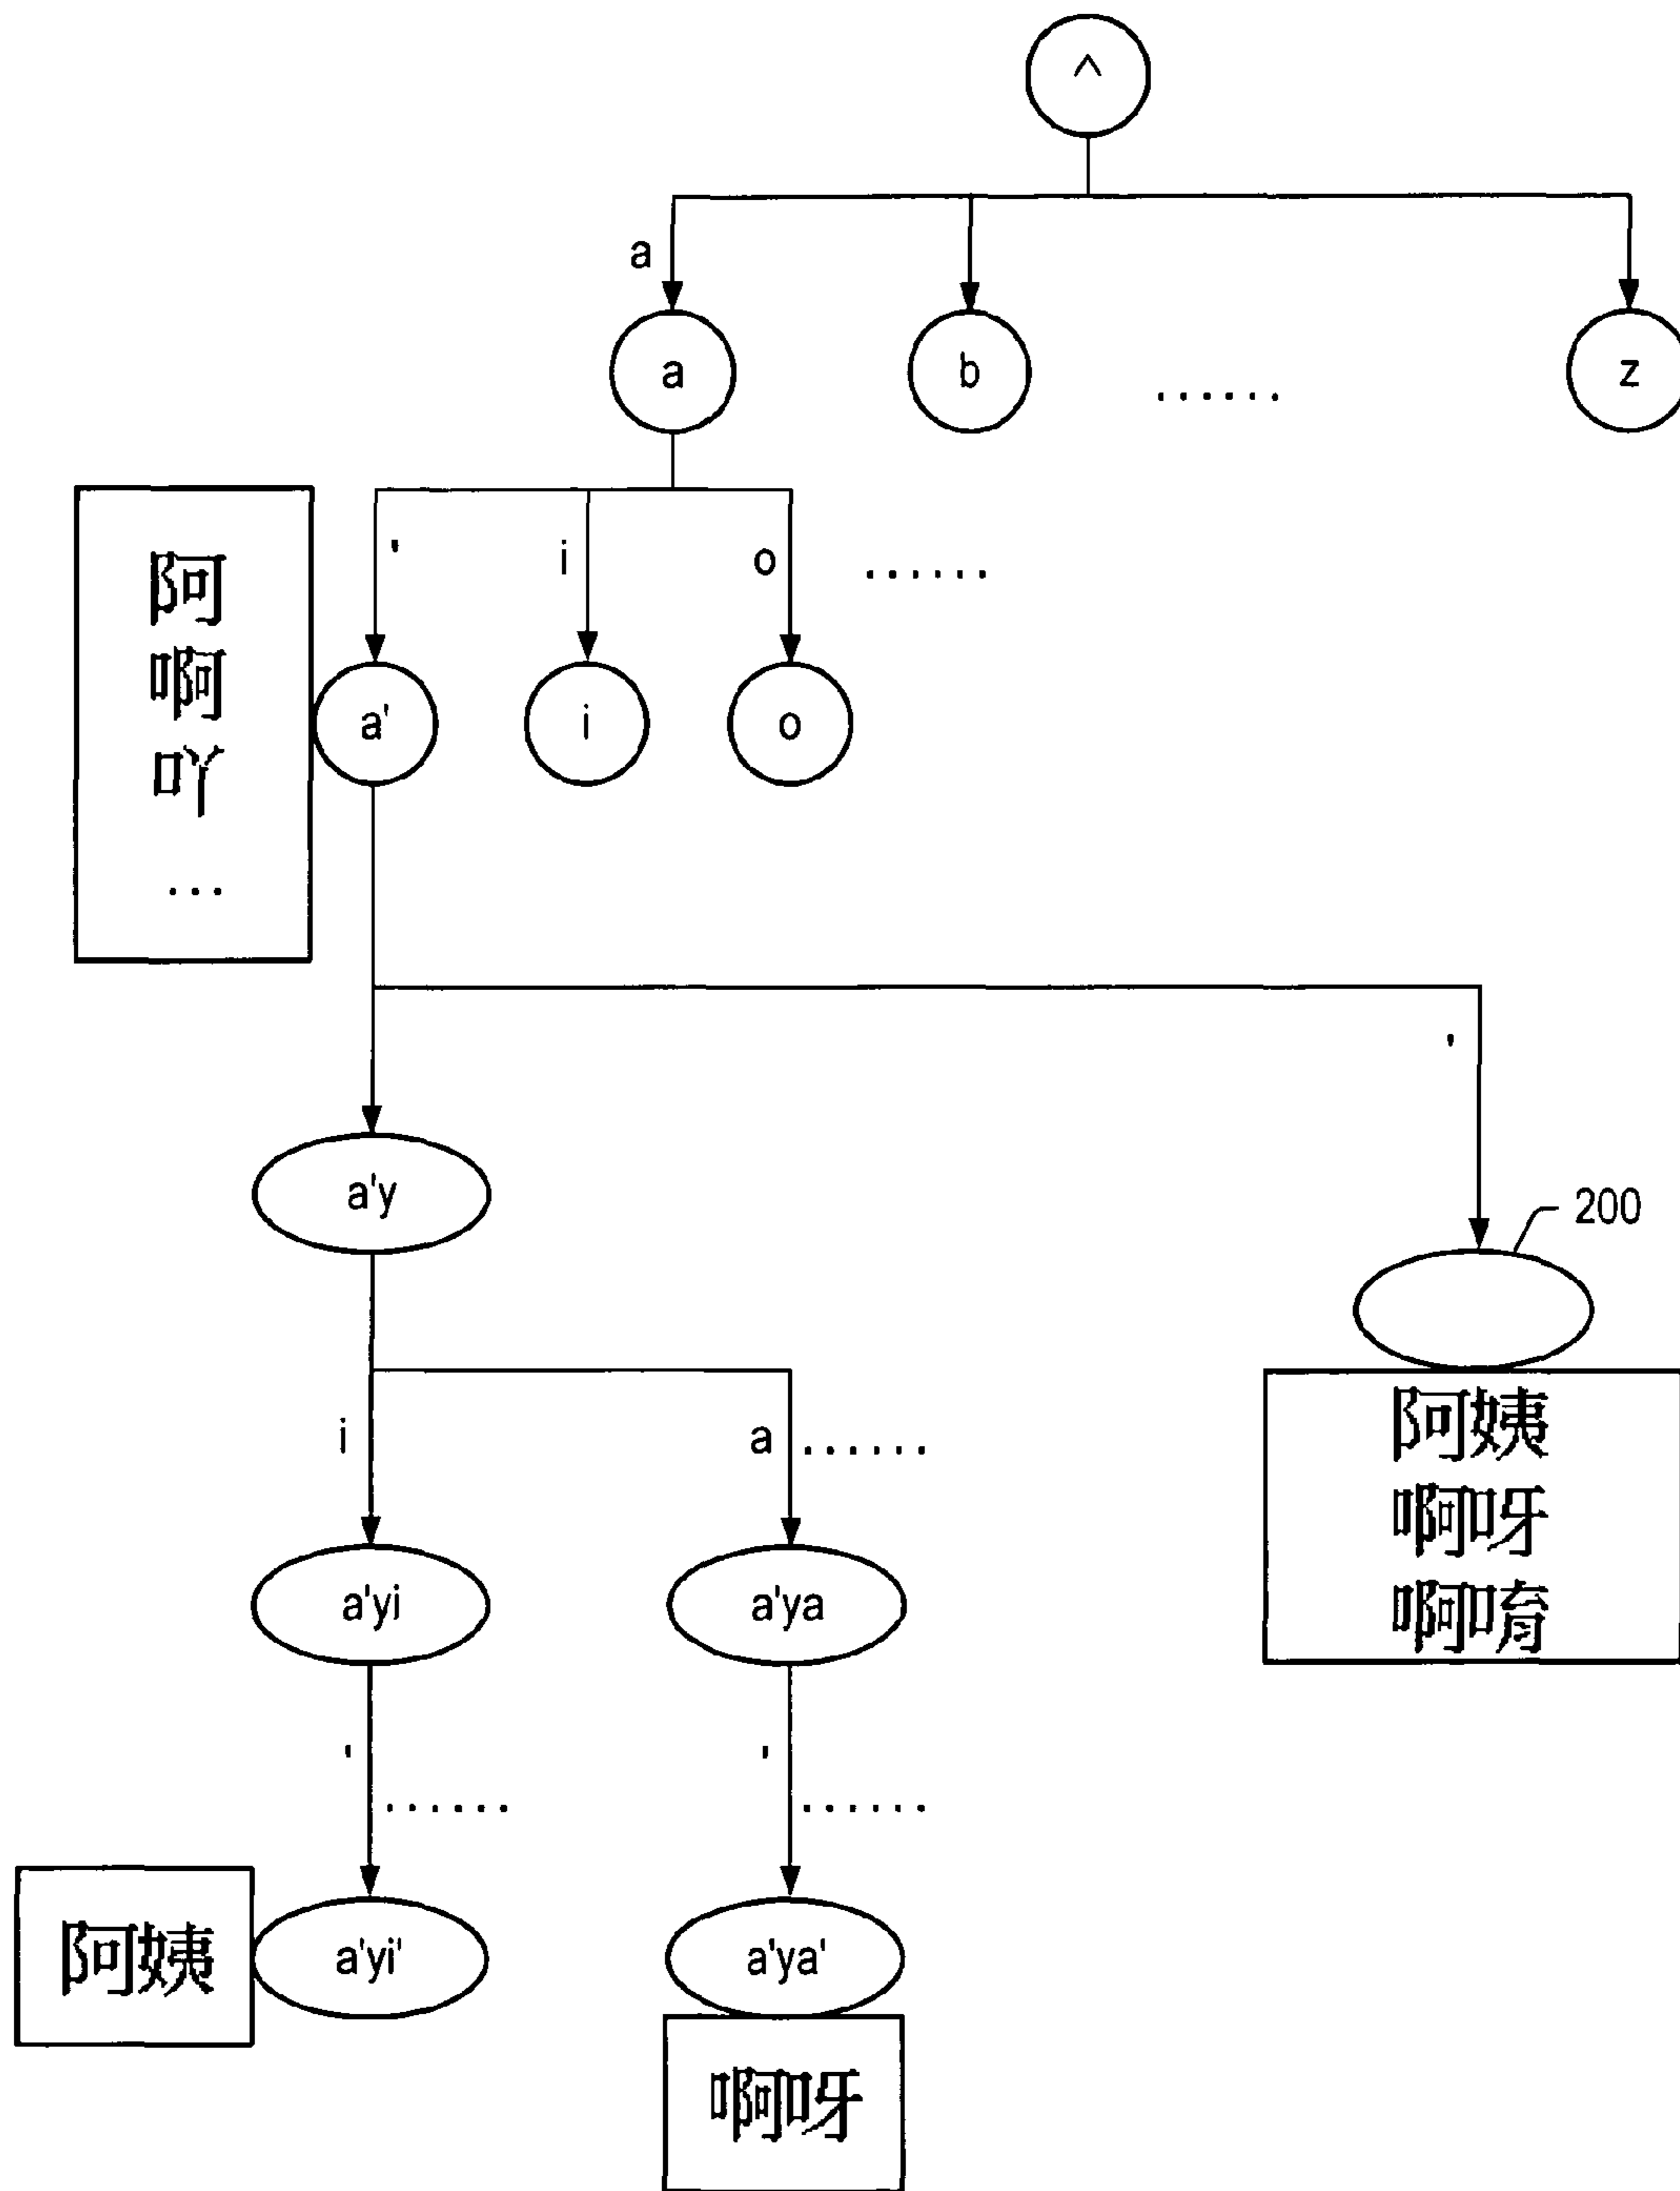 ^
a
a
b
......
z
'
i
o
......
阿
啊
吖
...
a'
i
o
'
a'y
200
i
a
......
阿姨
啊呀
啊唷
a'yi
a'ya
'
'
......
......
阿姨
a'yi'
a'ya'
啊呀